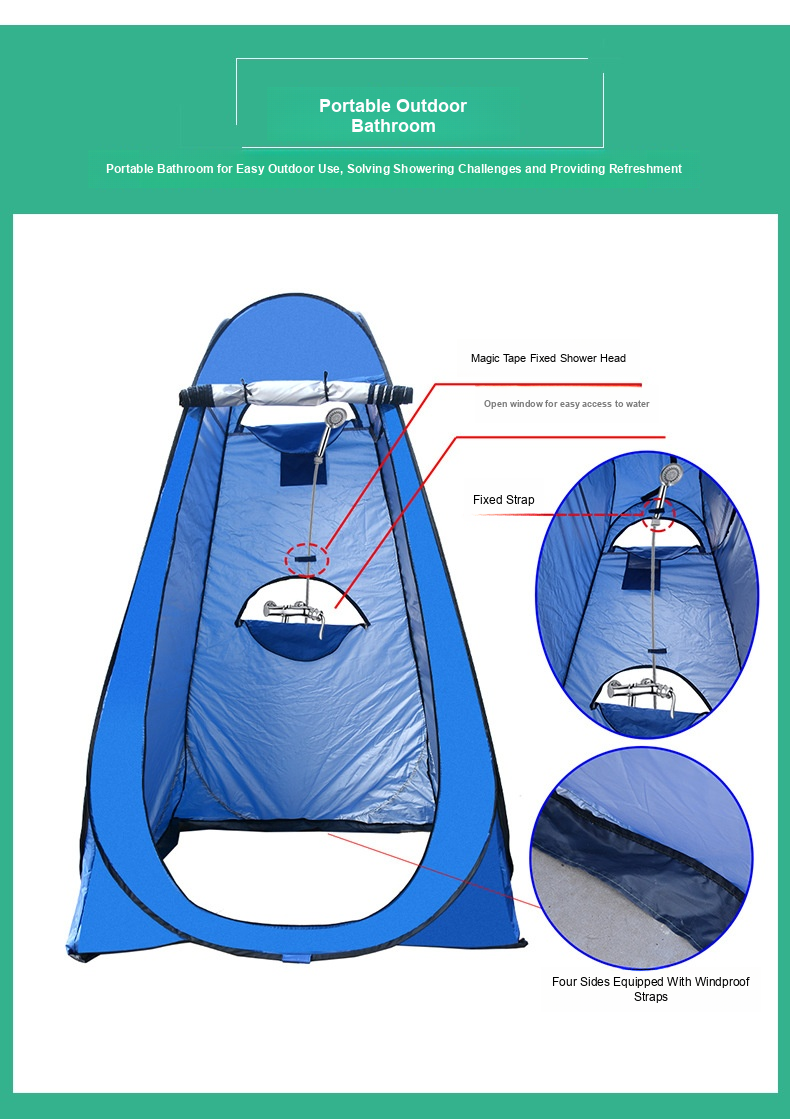 Portable Outdoor
Bathroom
Portable Bathroom for Easy Outdoor Use, Solving Showering Challenges and Providing Refreshment
Magic Tape Fixed Shower Head
Open window for easy access to water
Fixed Strap
Four Sides Equipped With Windproof
Straps